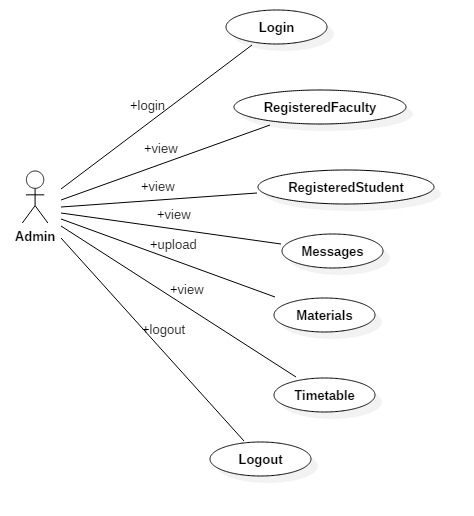 Login
+login
RegisteredFaculty
+view
+view
RegisteredStudent
+view
Admin
+upload
Messages
+view
Materials
+logout
Timetable
Logout